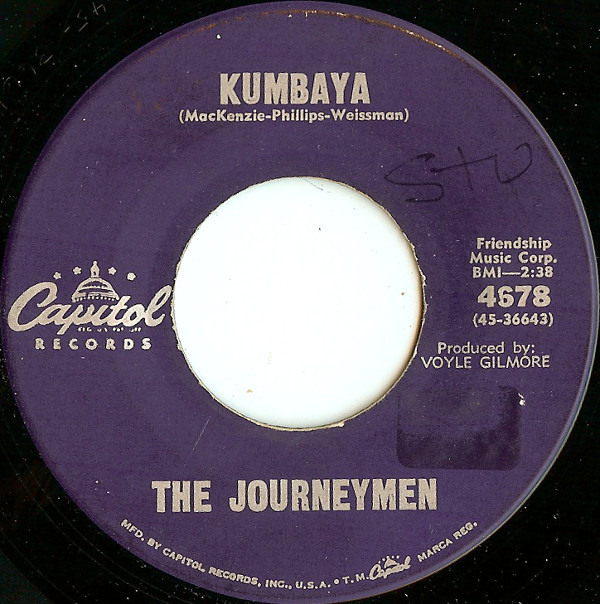 KUMBAYA
(MacKenzie-Phillips-Weissman)
Friendship
Music Corp.
BMI—2:38
4678
(45-36643)
Capitol
RECORDS
Produced by:
VOYLE GILMORE
THE JOURNEYMEN
MFD. BY CAPITOL RECORDS, INC., U.S.A. • T.M. Capitol MARCA REG.